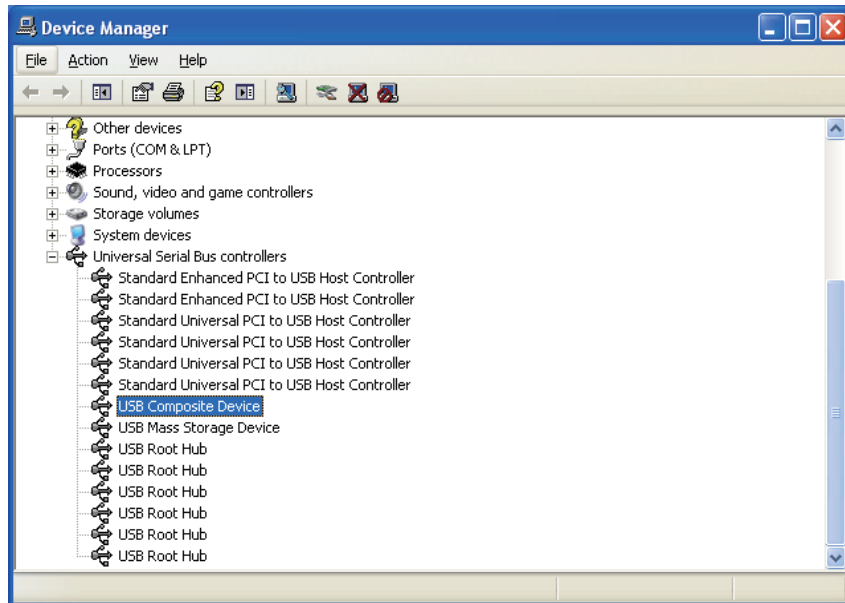 Device Manager
File Action View Help
Other devices
Ports (COM & LPT)
Processors
Sound, video and game controllers
Storage volumes
System devices
Universal Serial Bus controllers
Standard Enhanced PCI to USB Host Controller
Standard Enhanced PCI to USB Host Controller
Standard Universal PCI to USB Host Controller
Standard Universal PCI to USB Host Controller
Standard Universal PCI to USB Host Controller
Standard Universal PCI to USB Host Controller
USB Composite Device
USB Mass Storage Device
USB Root Hub
USB Root Hub
USB Root Hub
USB Root Hub
USB Root Hub
USB Root Hub